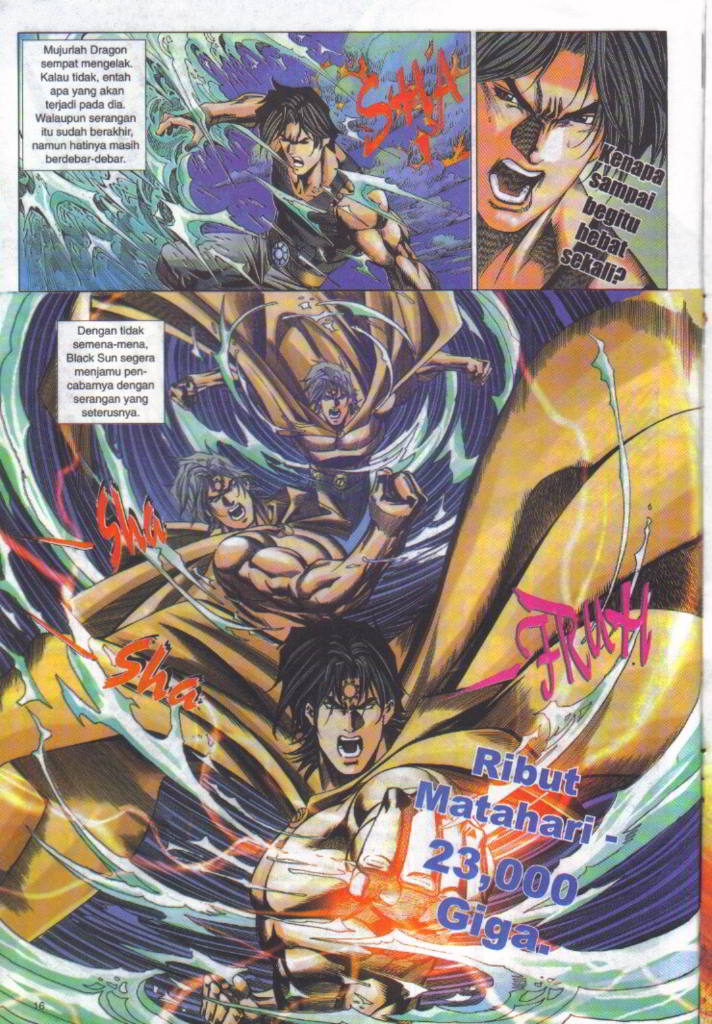 Mujurlah Dragon
sempat mengelak.
Kalau tidak, entah
apa yang akan
terjadi pada dia.
Walaupun serangan
itu sudah berakhir,
namun hatinya masih
berdebar-debar.
SHA
Kenapa
sampai
begitu
hebat
sekali?
Dengan tidak
semena-mena,
Black Sun segera
menjamu pen-
cabarnya dengan
serangan yang
seterusnya.
Sha
Sha
FRUH
Ribut
Matahari -
23,000
Giga.
16